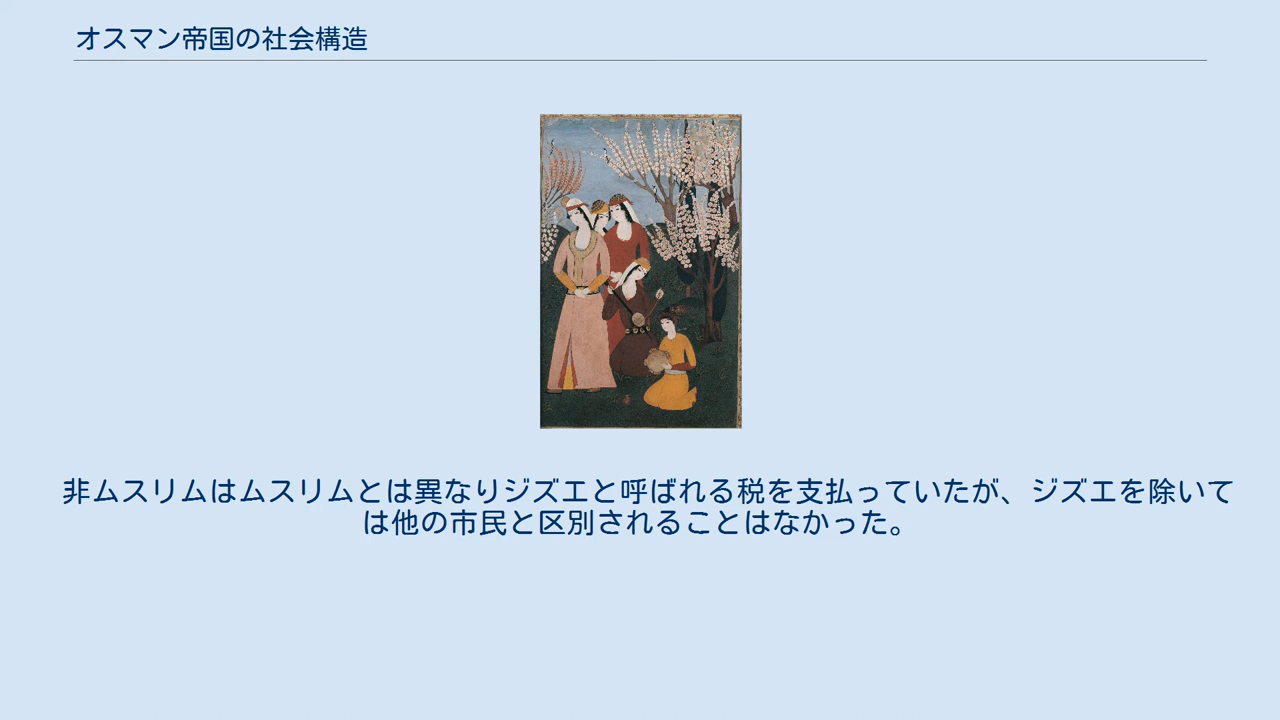 オスマン帝国の社会構造
非ムスリムはムスリムとは異なりジズエと呼ばれる税を支払っていたが、ジズエを除いて
は他の市民と区別されることはなかった。